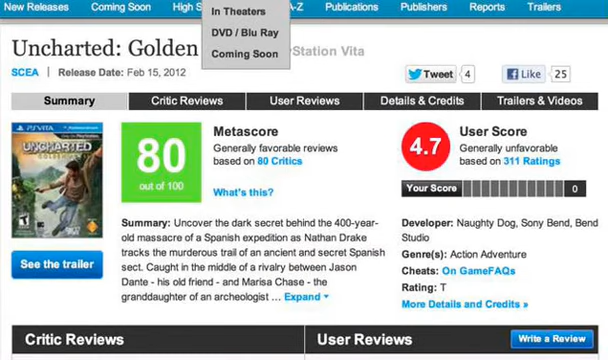 New Releases Coming Soon High S A-Z Publications Publishers Reports Trailers
In Theaters
DVD / Blu Ray
Coming Soon
Uncharted: Golden yStation Vita
SCEA | Release Date: Feb 15, 2012
Tweet 4 Like 25
Summary Critic Reviews User Reviews Details & Credits Trailers & Videos
PS VITA
UNCHARTED
80
out of 100
Metascore
Generally favorable reviews
based on 80 Critics
What's this?
4.7
User Score
Generally unfavorable
based on 311 Ratings
Your Score 0
See the trailer
Summary: Uncover the dark secret behind the 400-year-
old massacre of a Spanish expedition as Nathan Drake
tracks the murderous trail of an ancient and secret Spanish
sect. Caught in the middle of a rivalry between Jason
Dante - his old friend - and Marisa Chase - the
granddaughter of an archeologist ... Expand
Developer: Naughty Dog, Sony Bend, Bend
Studio
Genre(s): Action Adventure
Cheats: On GameFAQs
Rating: T
More Details and Credits »
Critic Reviews User Reviews Write a Review